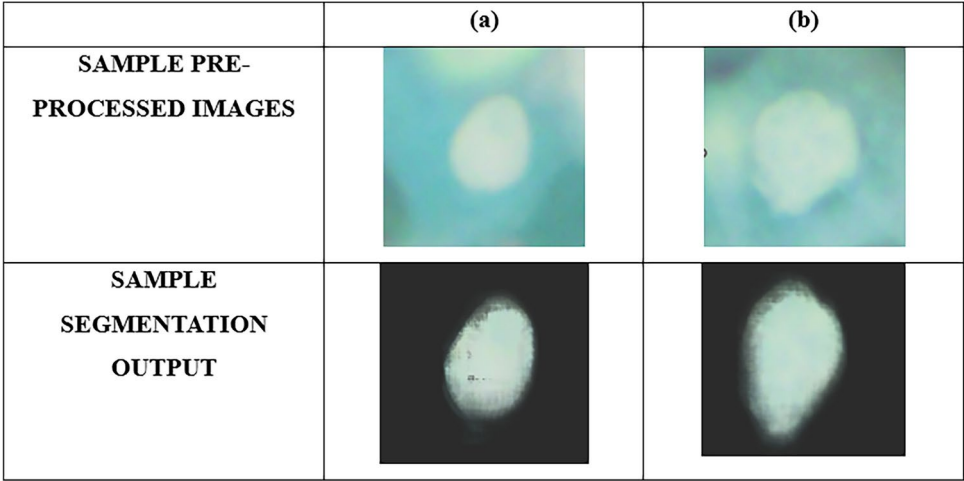 (a) (b)
SAMPLE PRE-
PROCESSED IMAGES
SAMPLE
SEGMENTATION
OUTPUT